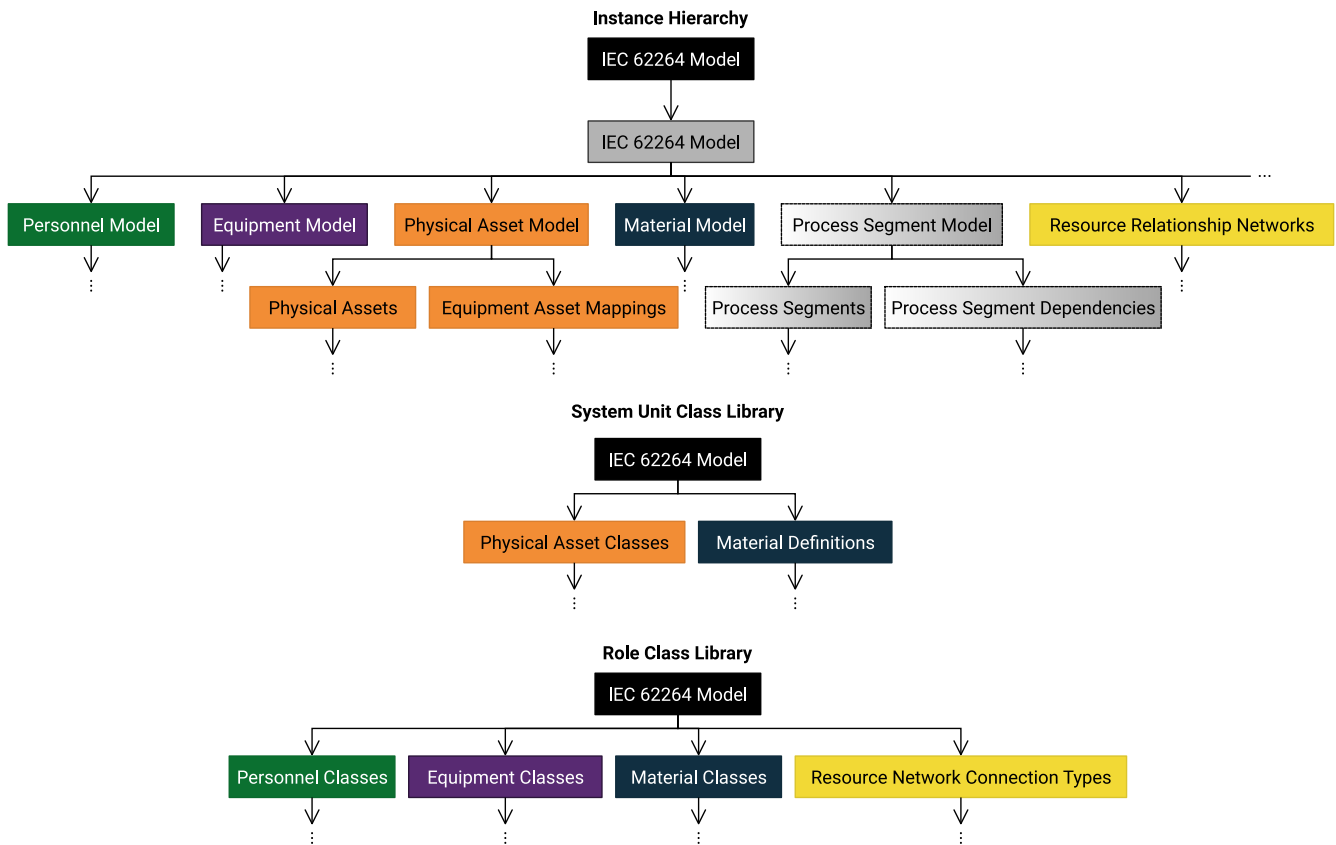 Instance Hierarchy
IEC 62264 Model
IEC 62264 Model
...
Personnel Model
Equipment Model
Physical Asset Model
Material Model
Process Segment Model
Resource Relationship Networks
...
...
...
...
Physical Assets
Equipment Asset Mappings
Process Segments
Process Segment Dependencies
...
...
...
...
System Unit Class Library
IEC 62264 Model
Physical Asset Classes
Material Definitions
...
...
Role Class Library
IEC 62264 Model
Personnel Classes
Equipment Classes
Material Classes
Resource Network Connection Types
...
...
...
...